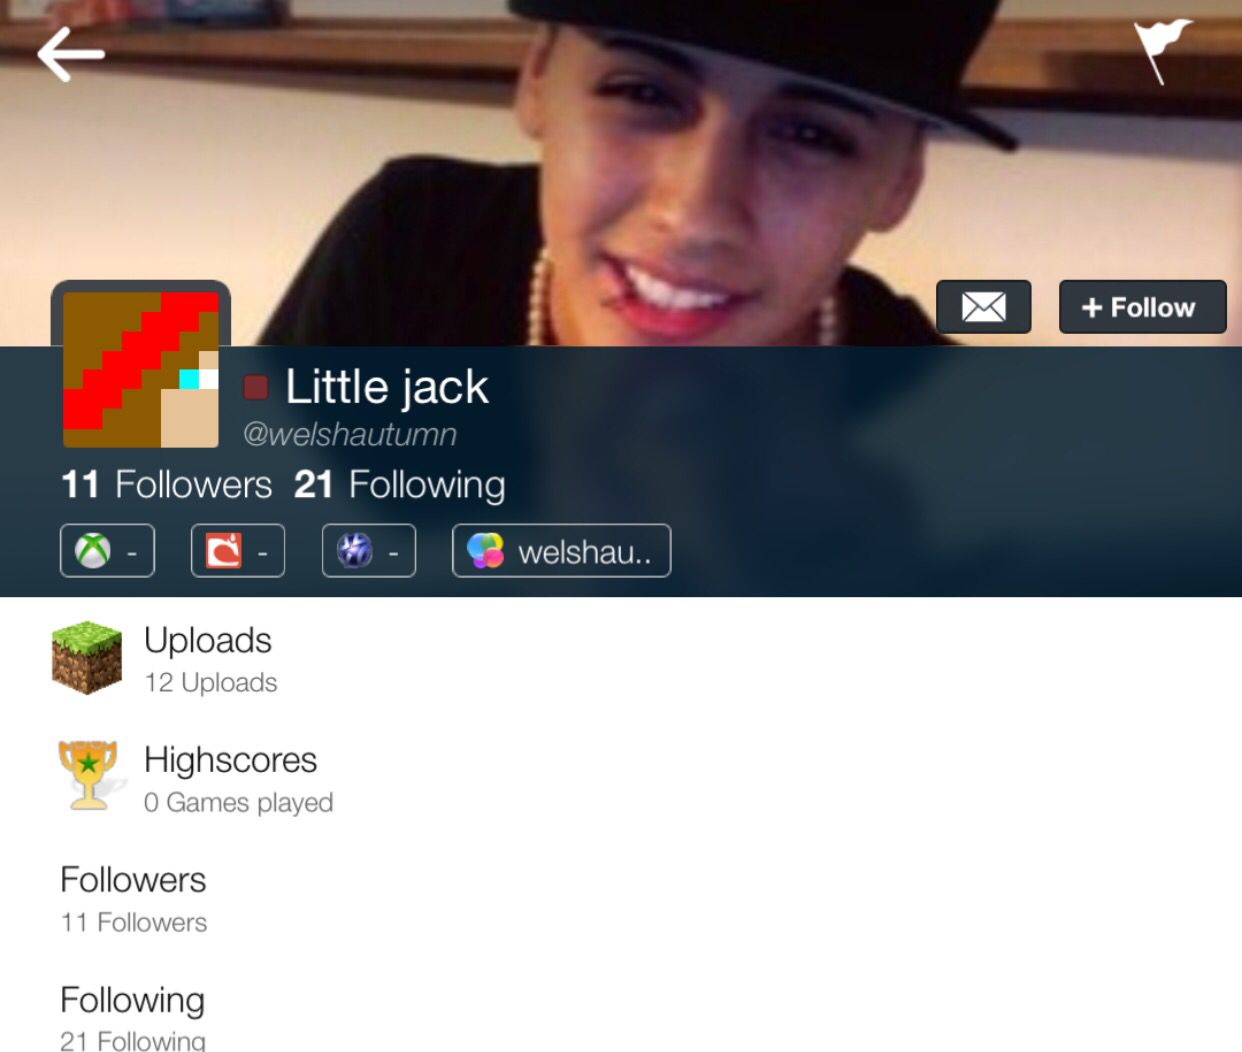 + Follow
Little jack
@welshautumn
11 Followers 21 Following
- - - welshau..
Uploads
12 Uploads
Highscores
0 Games played
Followers
11 Followers
Following
21 Following